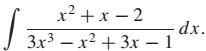 ∫ (x² + x − 2) / (3x³ − x² + 3x − 1) dx.